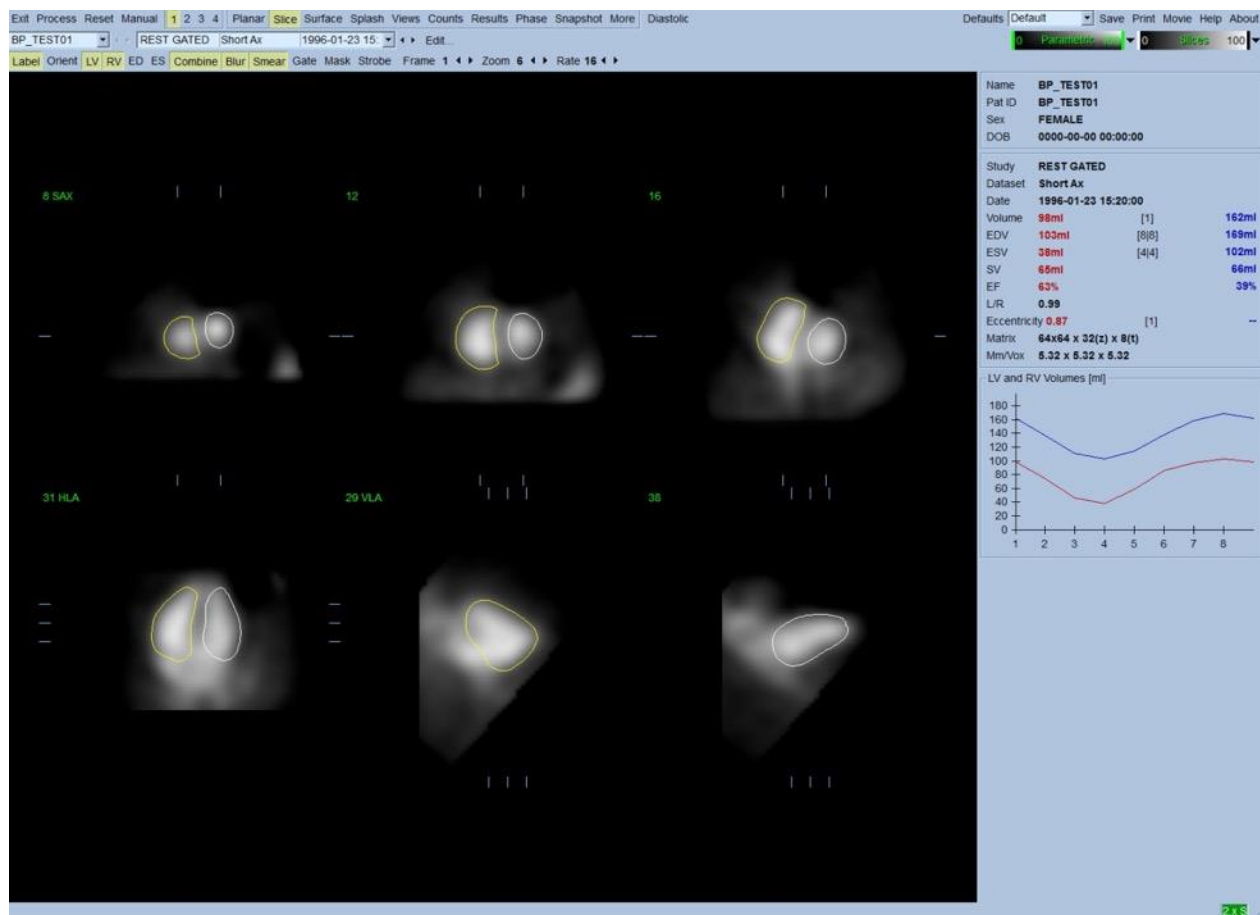 Exit Process Reset Manual 1 2 3 4 Planar Slice Surface Splash Views Counts Results Phase Snapshot More Diastolic Defaults Default Save Print Movie Help About
BP_TEST01 REST GATED Short Ax 1996-01-23 15: Edit... 0 Parametric 100 0 Slices 100
Label Orient LV RV ED ES Combine Blur Smear Gate Mask Strobe Frame 1 Zoom 6 Rate 16
Name BP_TEST01
Pat ID BP_TEST01
Sex FEMALE
DOB 0000-00-00 00:00:00
Study REST GATED
Dataset Short Ax
Date 1996-01-23 15:20:00
Volume 98ml [1] 162ml
EDV 103ml [8|8] 169ml
ESV 38ml [4|4] 102ml
SV 65ml 66ml
EF 63% 39%
L/R 0.99
Eccentricity 0.87 [1] --
Matrix 64x64 x 32(z) x 8(t)
Mm/Vox 5.32 x 5.32 x 5.32
LV and RV Volumes [ml]
180
160
140
120
100
80
60
40
20
0
1 2 3 4 5 6 7 8
8 SAX 12 16
31 HLA 29 VLA 38
2 x S